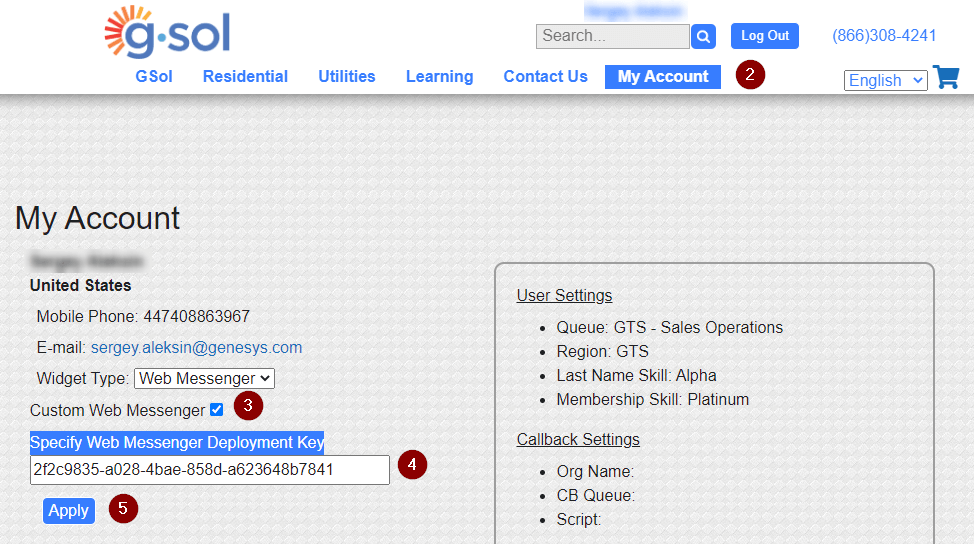 g·sol
Search...
Log Out
(866)308-4241
GSol
Residential
Utilities
Learning
Contact Us
My Account
2
English
My Account
United States
Mobile Phone: 447408863967
E-mail: sergey.aleksin@genesys.com
Widget Type: Web Messenger
Custom Web Messenger
3
Specify Web Messenger Deployment Key
2f2c9835-a028-4bae-858d-a623648b7841
4
Apply
5
User Settings
• Queue: GTS - Sales Operations
• Region: GTS
• Last Name Skill: Alpha
• Membership Skill: Platinum
Callback Settings
• Org Name:
• CB Queue:
• Script: